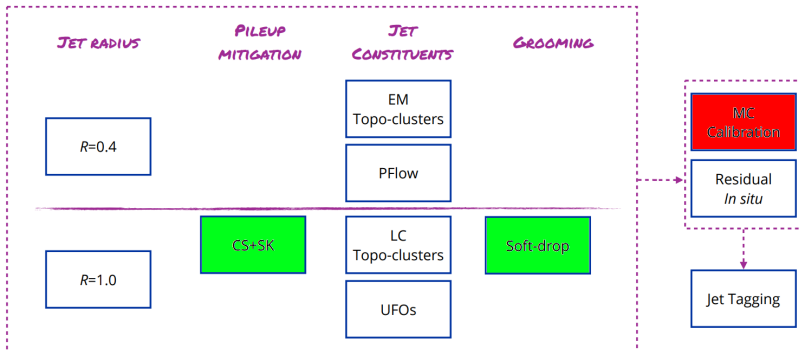 Jet radius
Pileup
mitigation
Jet
Constituents
Grooming
R=0.4
EM
Topo-clusters
PFlow
MC
Calibration
Residual
In situ
R=1.0
CS+SK
LC
Topo-clusters
Soft-drop
UFOs
Jet Tagging